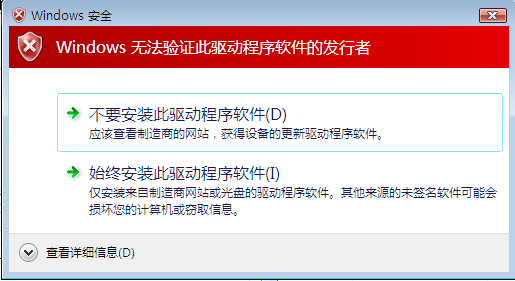 Windows 安全
Windows 无法验证此驱动程序软件的发行者
不要安装此驱动程序软件(D)
应该查看制造商的网站，获得设备的更新驱动程序软件。
始终安装此驱动程序软件(I)
仅安装来自制造商网站或光盘的驱动程序软件。其他来源的未签名软件可能会
损坏您的计算机或窃取信息。
查看详细信息(D)